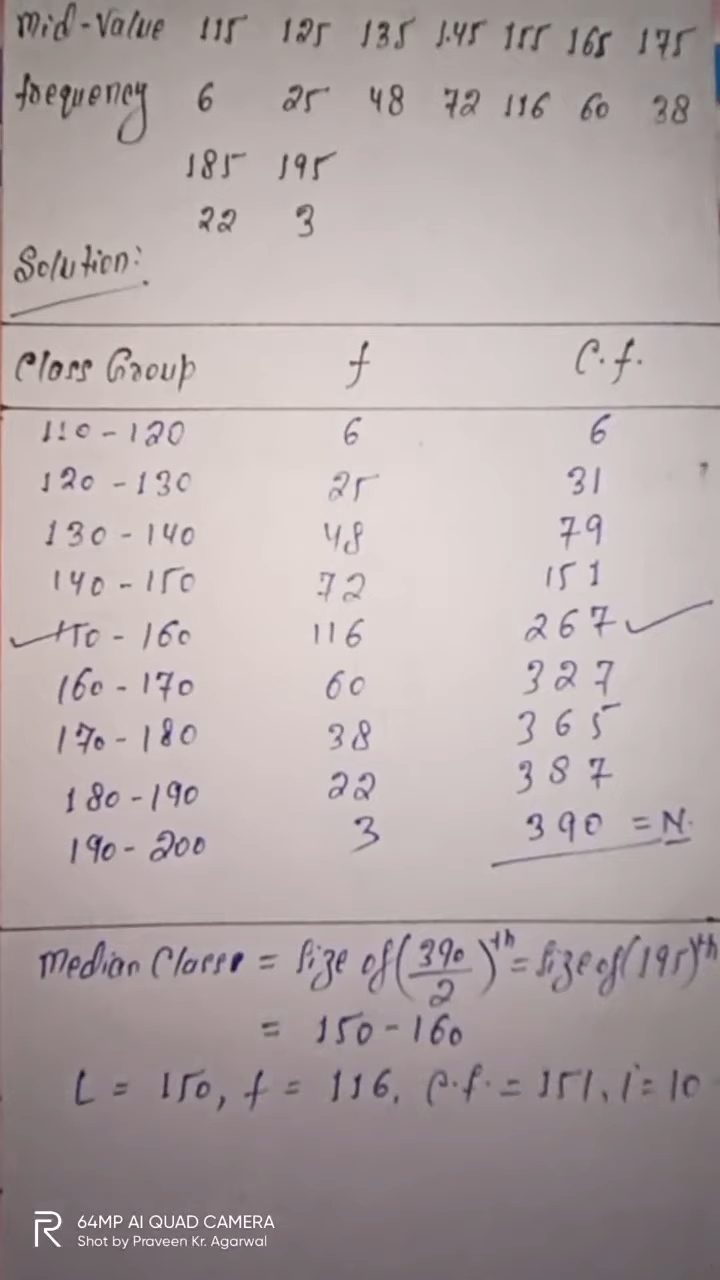 Mid-Value 115 125 135 145 155 165 175
frequency 6 25 48 72 116 60 38
185 195
22 3
Solution:
Class Group f C.f.
110-120 6 6
120-130 25 31
130-140 48 79
140-150 72 151
150-160 116 267
160-170 60 327
170-180 38 365
180-190 22 387
190-200 3 390 = N.
Median Class = Size of (390/2)th = Size of (195)th
= 150-160
L = 150, f = 116, C.f. = 151, i = 10
64MP AI QUAD CAMERA
Shot by Praveen Kr. Agarwal